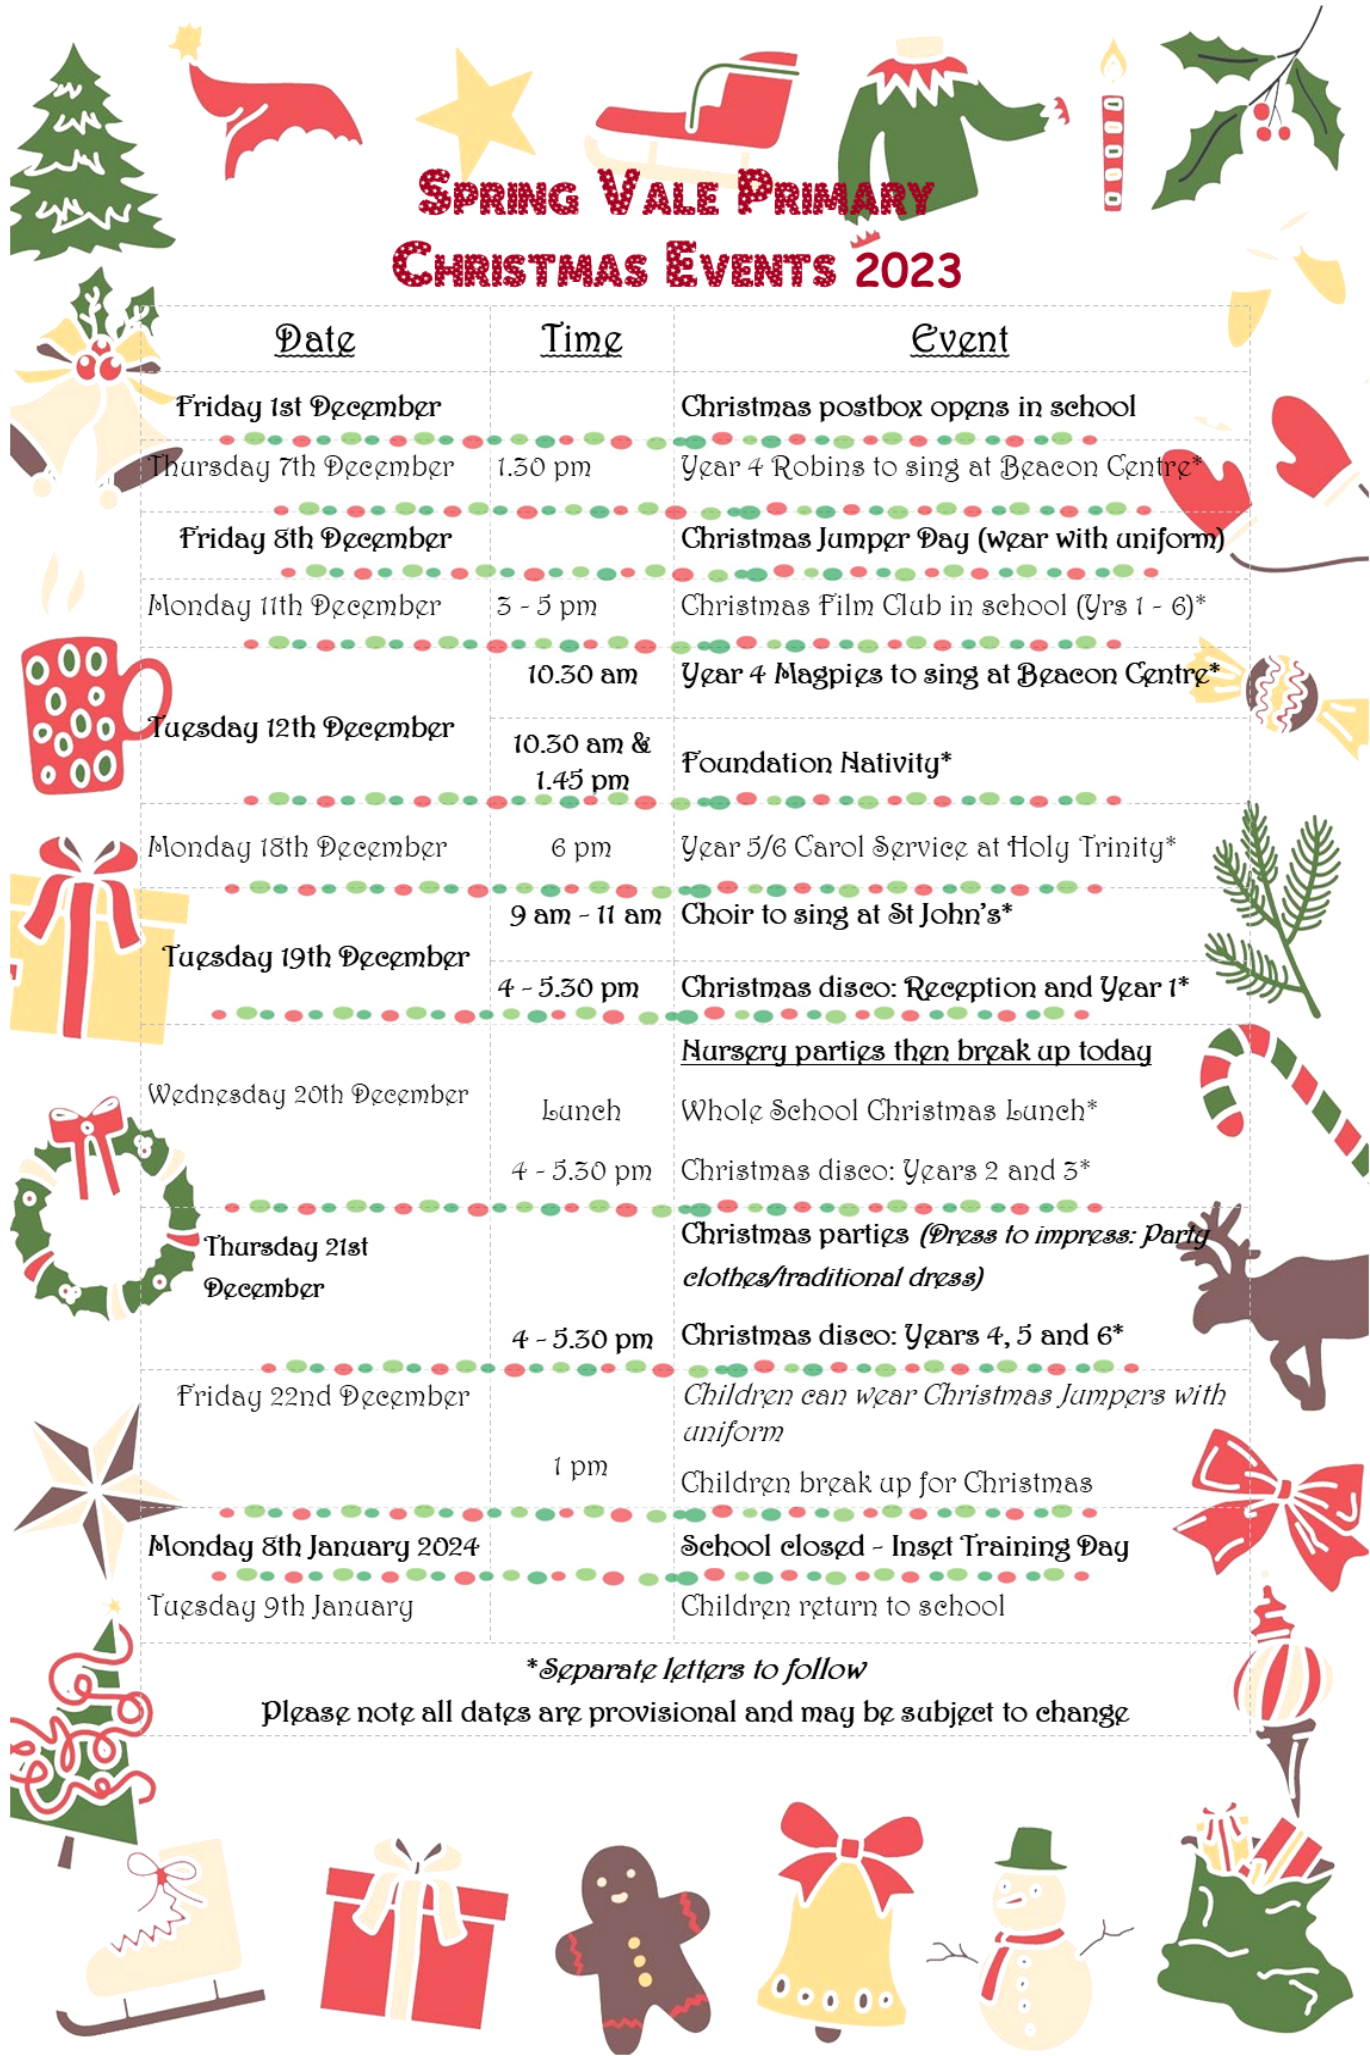 Spring Vale Primary
Christmas Events 2023
Date Time Event
Friday 1st December Christmas postbox opens in school
Thursday 7th December 1.30 pm Year 4 Robins to sing at Beacon Centre*
Friday 8th December Christmas Jumper Day (wear with uniform)
Monday 11th December 3 - 5 pm Christmas Film Club in school (Yrs 1 - 6)*
10.30 am Year 4 Magpies to sing at Beacon Centre*
Tuesday 12th December
10.30 am &
1.45 pm
Foundation Nativity*
Monday 18th December 6 pm Year 5/6 Carol Service at Holy Trinity*
9 am - 11 am Choir to sing at St John's*
Tuesday 19th December
4 - 5.30 pm Christmas disco: Reception and Year 1*
Nursery parties then break up today
Wednesday 20th December
Lunch Whole School Christmas Lunch*
4 - 5.30 pm Christmas disco: Years 2 and 3*
Thursday 21st
December
Christmas parties (Dress to impress: Party
clothes/traditional dress)
4 - 5.30 pm Christmas disco: Years 4, 5 and 6*
Friday 22nd December Children can wear Christmas Jumpers with
uniform
1 pm Children break up for Christmas
Monday 8th January 2024 School closed - Inset Training Day
Tuesday 9th January Children return to school
*Separate letters to follow
Please note all dates are provisional and may be subject to change